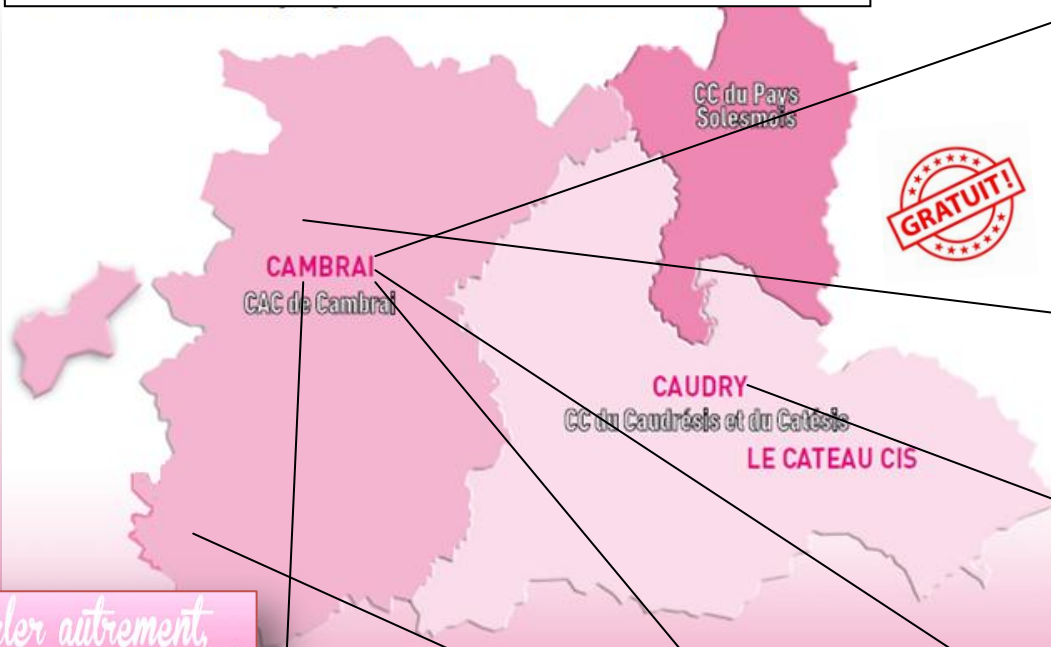 CC du Pays
Solesmois
GRATUIT!
CAMBRAI
CAC de Cambrai
CAUDRY
CC du Caudrésis et du Catésis
LE CATEAU CIS
autrement,